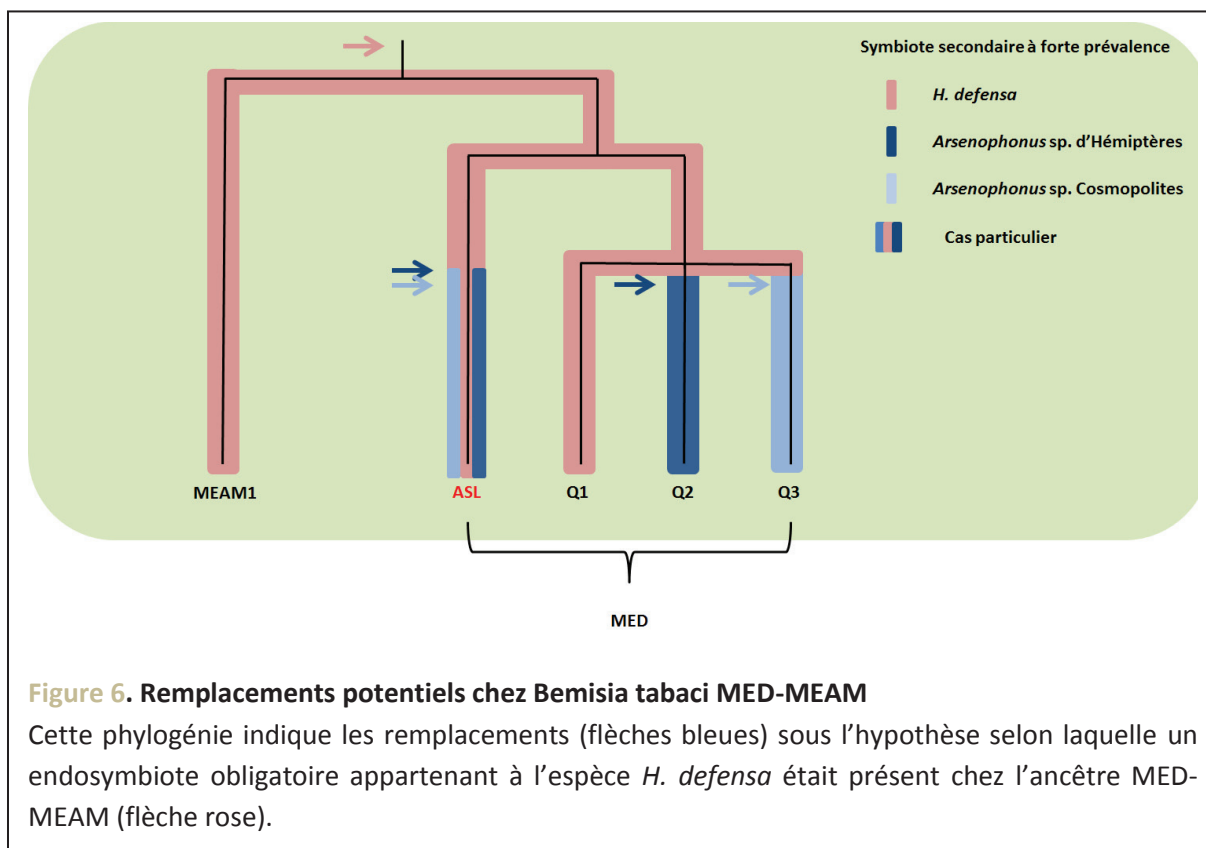 Symbiote secondaire à forte prévalence
H. defensa
Arsenophonus sp. d’Hémiptères
Arsenophonus sp. Cosmopolites
Cas particulier
MEAM1
ASL
Q1
Q2
Q3
MED
Figure 6. Remplacements potentiels chez Bemisia tabaci MED-MEAM
Cette phylogénie indique les remplacements (flèches bleues) sous l’hypothèse selon laquelle un
endosymbiote obligatoire appartenant à l’espèce H. defensa était présent chez l’ancêtre MED-
MEAM (flèche rose).